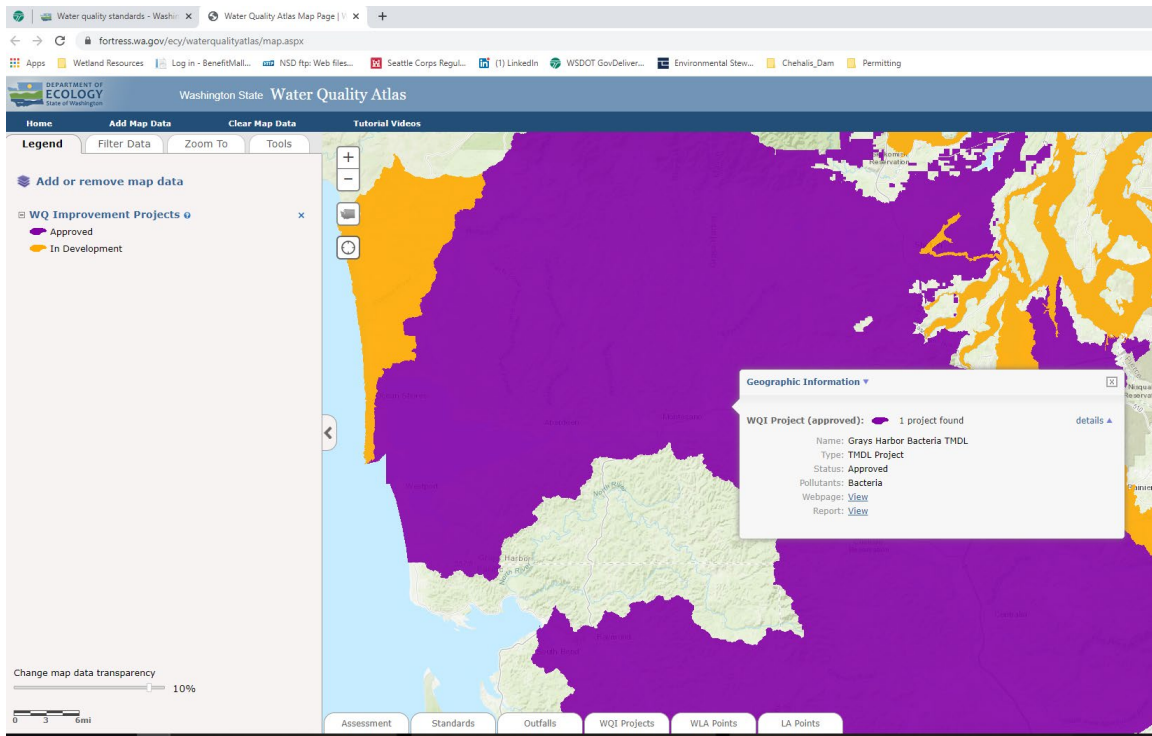 Water quality standards - Washin
Water Quality Atlas Map Page | W
fortress.wa.gov/ecy/waterqualityatlas/map.aspx
Apps Wetland Resources Log in - BenefitMall... NSD ftp: Web files... Seattle Corps Regul... (1) LinkedIn WSDOT GovDeliver... Environmental Stew... Chehalis_Dam Permitting
DEPARTMENT OF
ECOLOGY
State of Washington
Washington State Water Quality Atlas
Home Add Map Data Clear Map Data Tutorial Videos
Legend Filter Data Zoom To Tools
Add or remove map data
WQ Improvement Projects
Approved
In Development
Geographic Information
WQI Project (approved): 1 project found details
Name: Grays Harbor Bacteria TMDL
Type: TMDL Project
Status: Approved
Pollutants: Bacteria
Webpage: View
Report: View
North River
Harbor
North River
Change map data transparency
10%
0 3 6mi
Assessment Standards Outfalls WQI Projects WLA Points LA Points